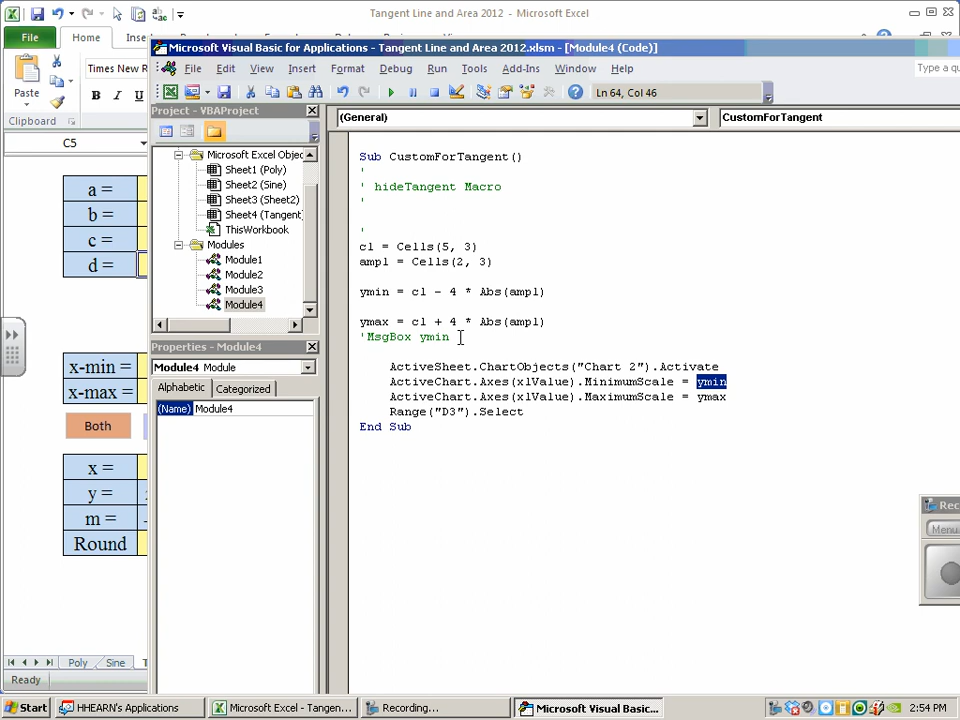 Tangent Line and Area 2012 - Microsoft Excel
File Home Inser
Paste
Times New R
B I U
Clipboard
C5
a =
b =
c =
d =
x-min =
x-max =
Both
x =
y =
m =
Round
Poly Sine
Ready
Microsoft Visual Basic for Applications - Tangent Line and Area 2012.xlsm - [Module4 (Code)]
File Edit View Insert Format Debug Run Tools Add-Ins Window Help
Type a qu
Ln 64, Col 46
Project - VBAProject
Microsoft Excel Objec
Sheet1 (Poly)
Sheet2 (Sine)
Sheet3 (Sheet2)
Sheet4 (Tangent)
ThisWorkbook
Modules
Module1
Module2
Module3
Module4
Properties - Module4
Module4 Module
Alphabetic Categorized
(Name) Module4
(General) CustomForTangent
Sub CustomForTangent()
'
' hideTangent Macro
'
'
c1 = Cells(5, 3)
amp1 = Cells(2, 3)
ymin = c1 - 4 * Abs(amp1)
ymax = c1 + 4 * Abs(amp1)
'MsgBox ymin
ActiveSheet.ChartObjects("Chart 2").Activate
ActiveChart.Axes(xlValue).MinimumScale = ymin
ActiveChart.Axes(xlValue).MaximumScale = ymax
Range("D3").Select
End Sub
Rec
Menu
Start HHEARN's Applications Microsoft Excel - Tangen... Recording... Microsoft Visual Basic... 2:54 PM